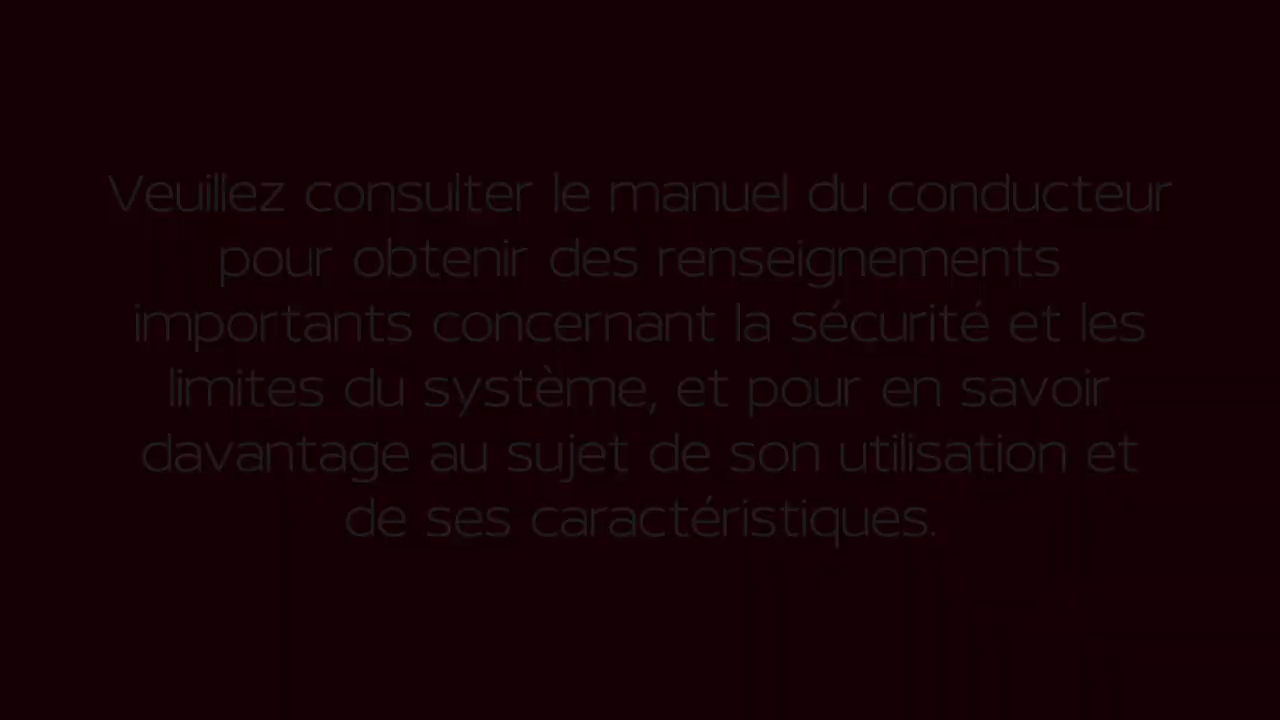 Veuillez consulter le manuel du conducteur
pour obtenir des renseignements
importants concernant la sécurité et les
limites du système, et pour en savoir
davantage au sujet de son utilisation et
de ses caractéristiques.